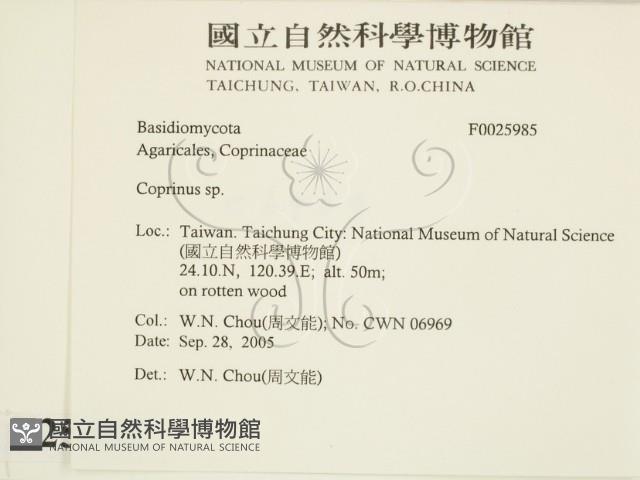 國立自然科學博物館
NATIONAL MUSEUM OF NATURAL SCIENCE
TAICHUNG, TAIWAN, R.O.CHINA
Basidiomycota F0025985
Agaricales, Coprinaceae
Coprinus sp.
Loc.: Taiwan. Taichung City: National Museum of Natural Science
(國立自然科學博物館)
24.10.N, 120.39.E; alt. 50m;
on rotten wood
Col.: W.N. Chou(周文能); No. CWN 06969
Date: Sep. 28, 2005
Det.: W.N. Chou(周文能)
國立自然科學博物館
NATIONAL MUSEUM OF NATURAL SCIENCE